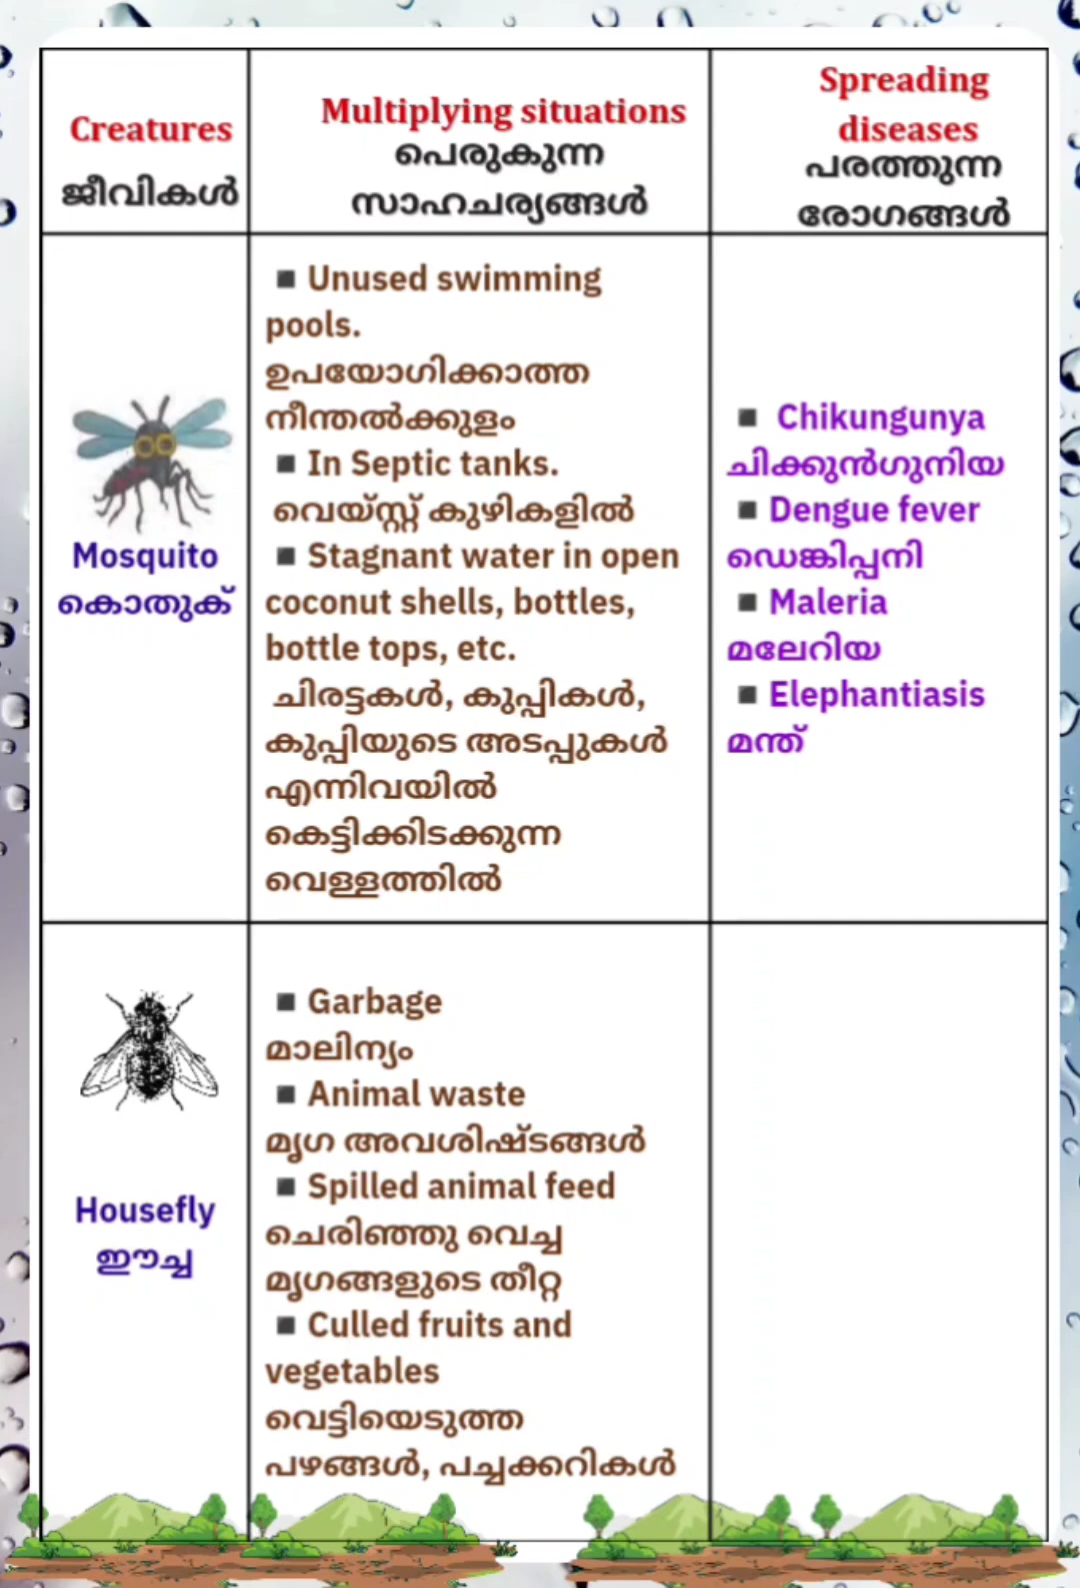 Creatures
ജീവികൾ
Multiplying situations
പെരുകുന്ന
സാഹചര്യങ്ങൾ
Spreading
diseases
പരത്തുന്ന
രോഗങ്ങൾ
Mosquito
കൊതുക്
▪ Unused swimming
pools.
ഉപയോഗിക്കാത്ത
നീന്തൽക്കുളം
▪ In Septic tanks.
വെയ്സ്റ്റ് കുഴികളിൽ
▪ Stagnant water in open
coconut shells, bottles,
bottle tops, etc.
ചിരട്ടകൾ, കുപ്പികൾ,
കുപ്പിയുടെ അടപ്പുകൾ
എന്നിവയിൽ
കെട്ടിക്കിടക്കുന്ന
വെള്ളത്തിൽ
▪ Chikungunya
ചിക്കുൻഗുനിയ
▪ Dengue fever
ഡെങ്കിപ്പനി
▪ Maleria
മലേറിയ
▪ Elephantiasis
മന്ത്
Housefly
ഈച്ച
▪ Garbage
മാലിന്യം
▪ Animal waste
മൃഗ അവശിഷ്ടങ്ങൾ
▪ Spilled animal feed
ചെരിഞ്ഞു വെച്ച
മൃഗങ്ങളുടെ തീറ്റ
▪ Culled fruits and
vegetables
വെട്ടിയെടുത്ത
പഴങ്ങൾ, പച്ചക്കറികൾ